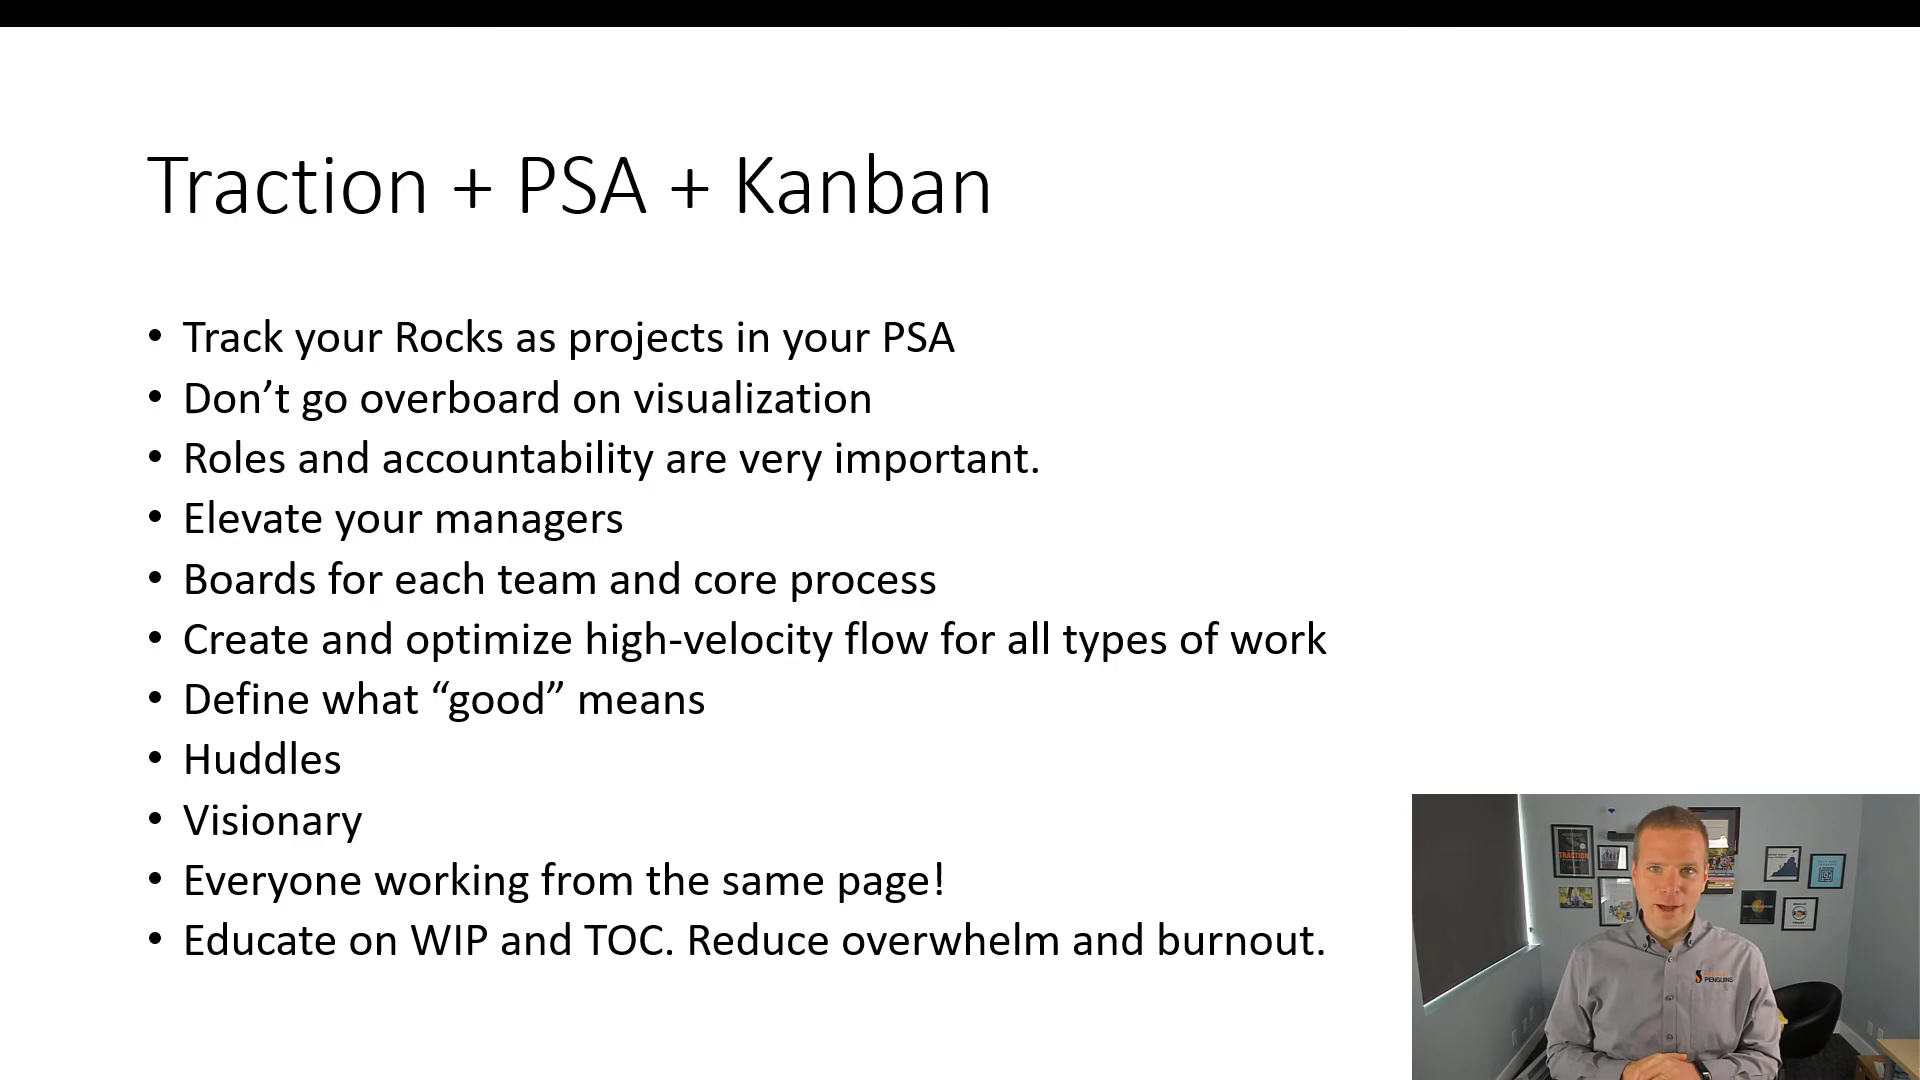 Traction + PSA + Kanban
• Track your Rocks as projects in your PSA
• Don’t go overboard on visualization
• Roles and accountability are very important.
• Elevate your managers
• Boards for each team and core process
• Create and optimize high-velocity flow for all types of work
• Define what “good” means
• Huddles
• Visionary
• Everyone working from the same page!
• Educate on WIP and TOC. Reduce overwhelm and burnout.
TRACTION
PENGUINS